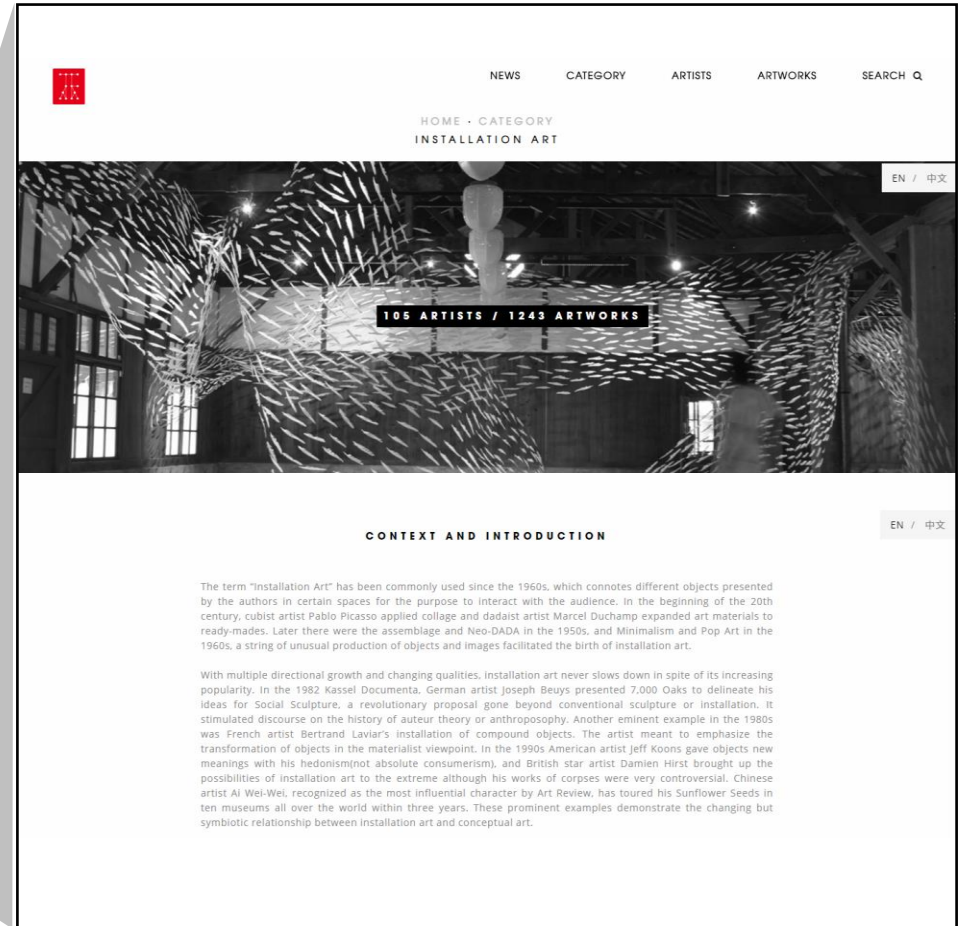 NEWS CATEGORY ARTISTS ARTWORKS SEARCH
HOME · CATEGORY
INSTALLATION ART
EN / 中文
105 ARTISTS / 1243 ARTWORKS
EN / 中文
CONTEXT AND INTRODUCTION
The term "Installation Art" has been commonly used since the 1960s, which connotes different objects presented
by the authors in certain spaces for the purpose to interact with the audience. In the beginning of the 20th
century, cubist artist Pablo Picasso applied collage and dadaist artist Marcel Duchamp expanded art materials to
ready-mades. Later there were the assemblage and Neo-DADA in the 1950s, and Minimalism and Pop Art in the
1960s, a string of unusual production of objects and images facilitated the birth of installation art.
With multiple directional growth and changing qualities, installation art never slows down in spite of its increasing
popularity. In the 1982 Kassel Documenta, German artist Joseph Beuys presented 7,000 Oaks to delineate his
ideas for Social Sculpture, a revolutionary proposal gone beyond conventional sculpture or installation. It
stimulated discourse on the history of auteur theory or anthroposophy. Another eminent example in the 1980s
was French artist Bertrand Laviar's installation of compound objects. The artist meant to emphasize the
transformation of objects in the materialist viewpoint. In the 1990s American artist Jeff Koons gave objects new
meanings with his hedonism(not absolute consumerism), and British star artist Damien Hirst brought up the
possibilities of installation art to the extreme although his works of corpses were very controversial. Chinese
artist Ai Wei-Wei, recognized as the most influential character by Art Review, has toured his Sunflower Seeds in
ten museums all over the world within three years. These prominent examples demonstrate the changing but
symbiotic relationship between installation art and conceptual art.